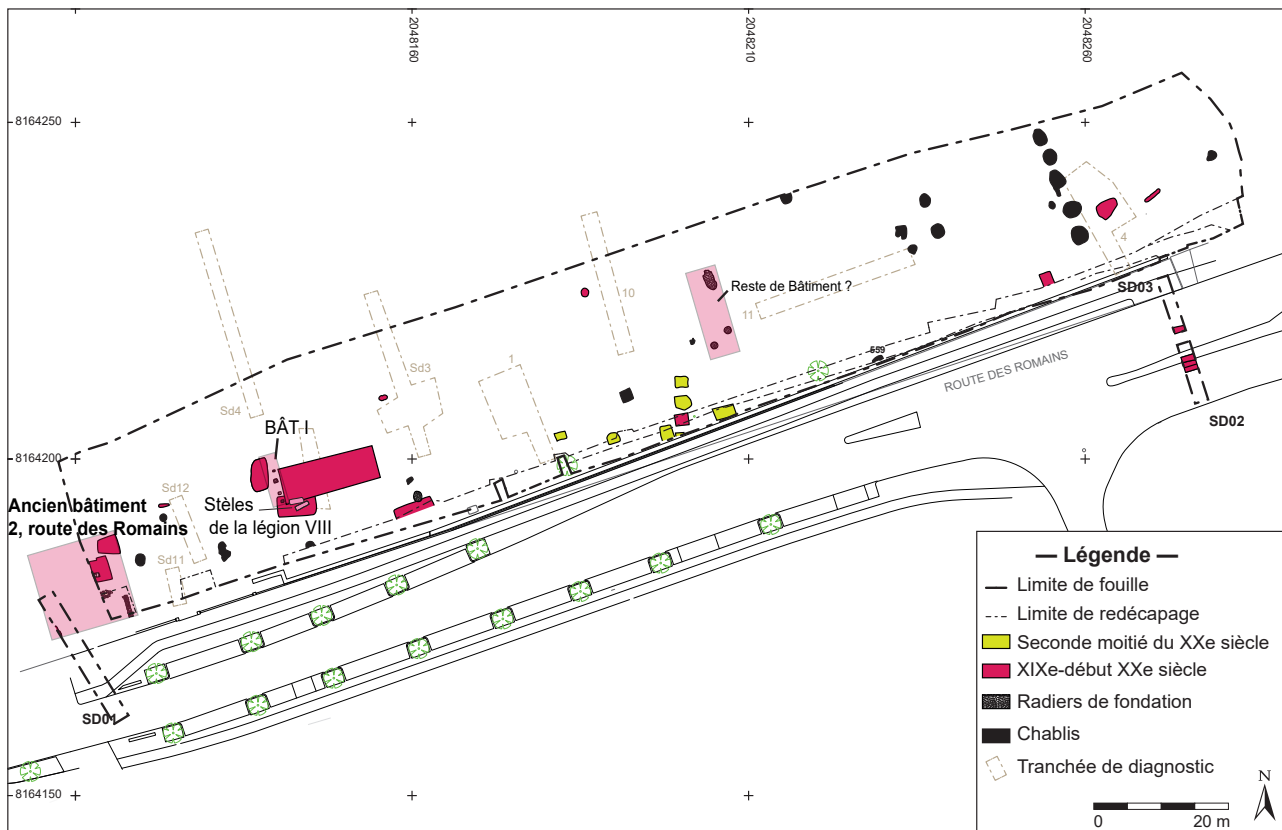 2048160
2048210
2048260
8164250
8164200
8164150
Sd4
Sd3
10
11
1
4
Reste de Bâtiment ?
559
SD03
ROUTE DES ROMAINS
SD02
BÂT I
Sd12
Stèles
de la légion VIII
Ancien bâtiment
2, route des Romains
Sd11
SD01
— Légende —
Limite de fouille
Limite de redécapage
Seconde moitié du XXe siècle
XIXe-début XXe siècle
Radiers de fondation
Chablis
Tranchée de diagnostic
N
0
20 m